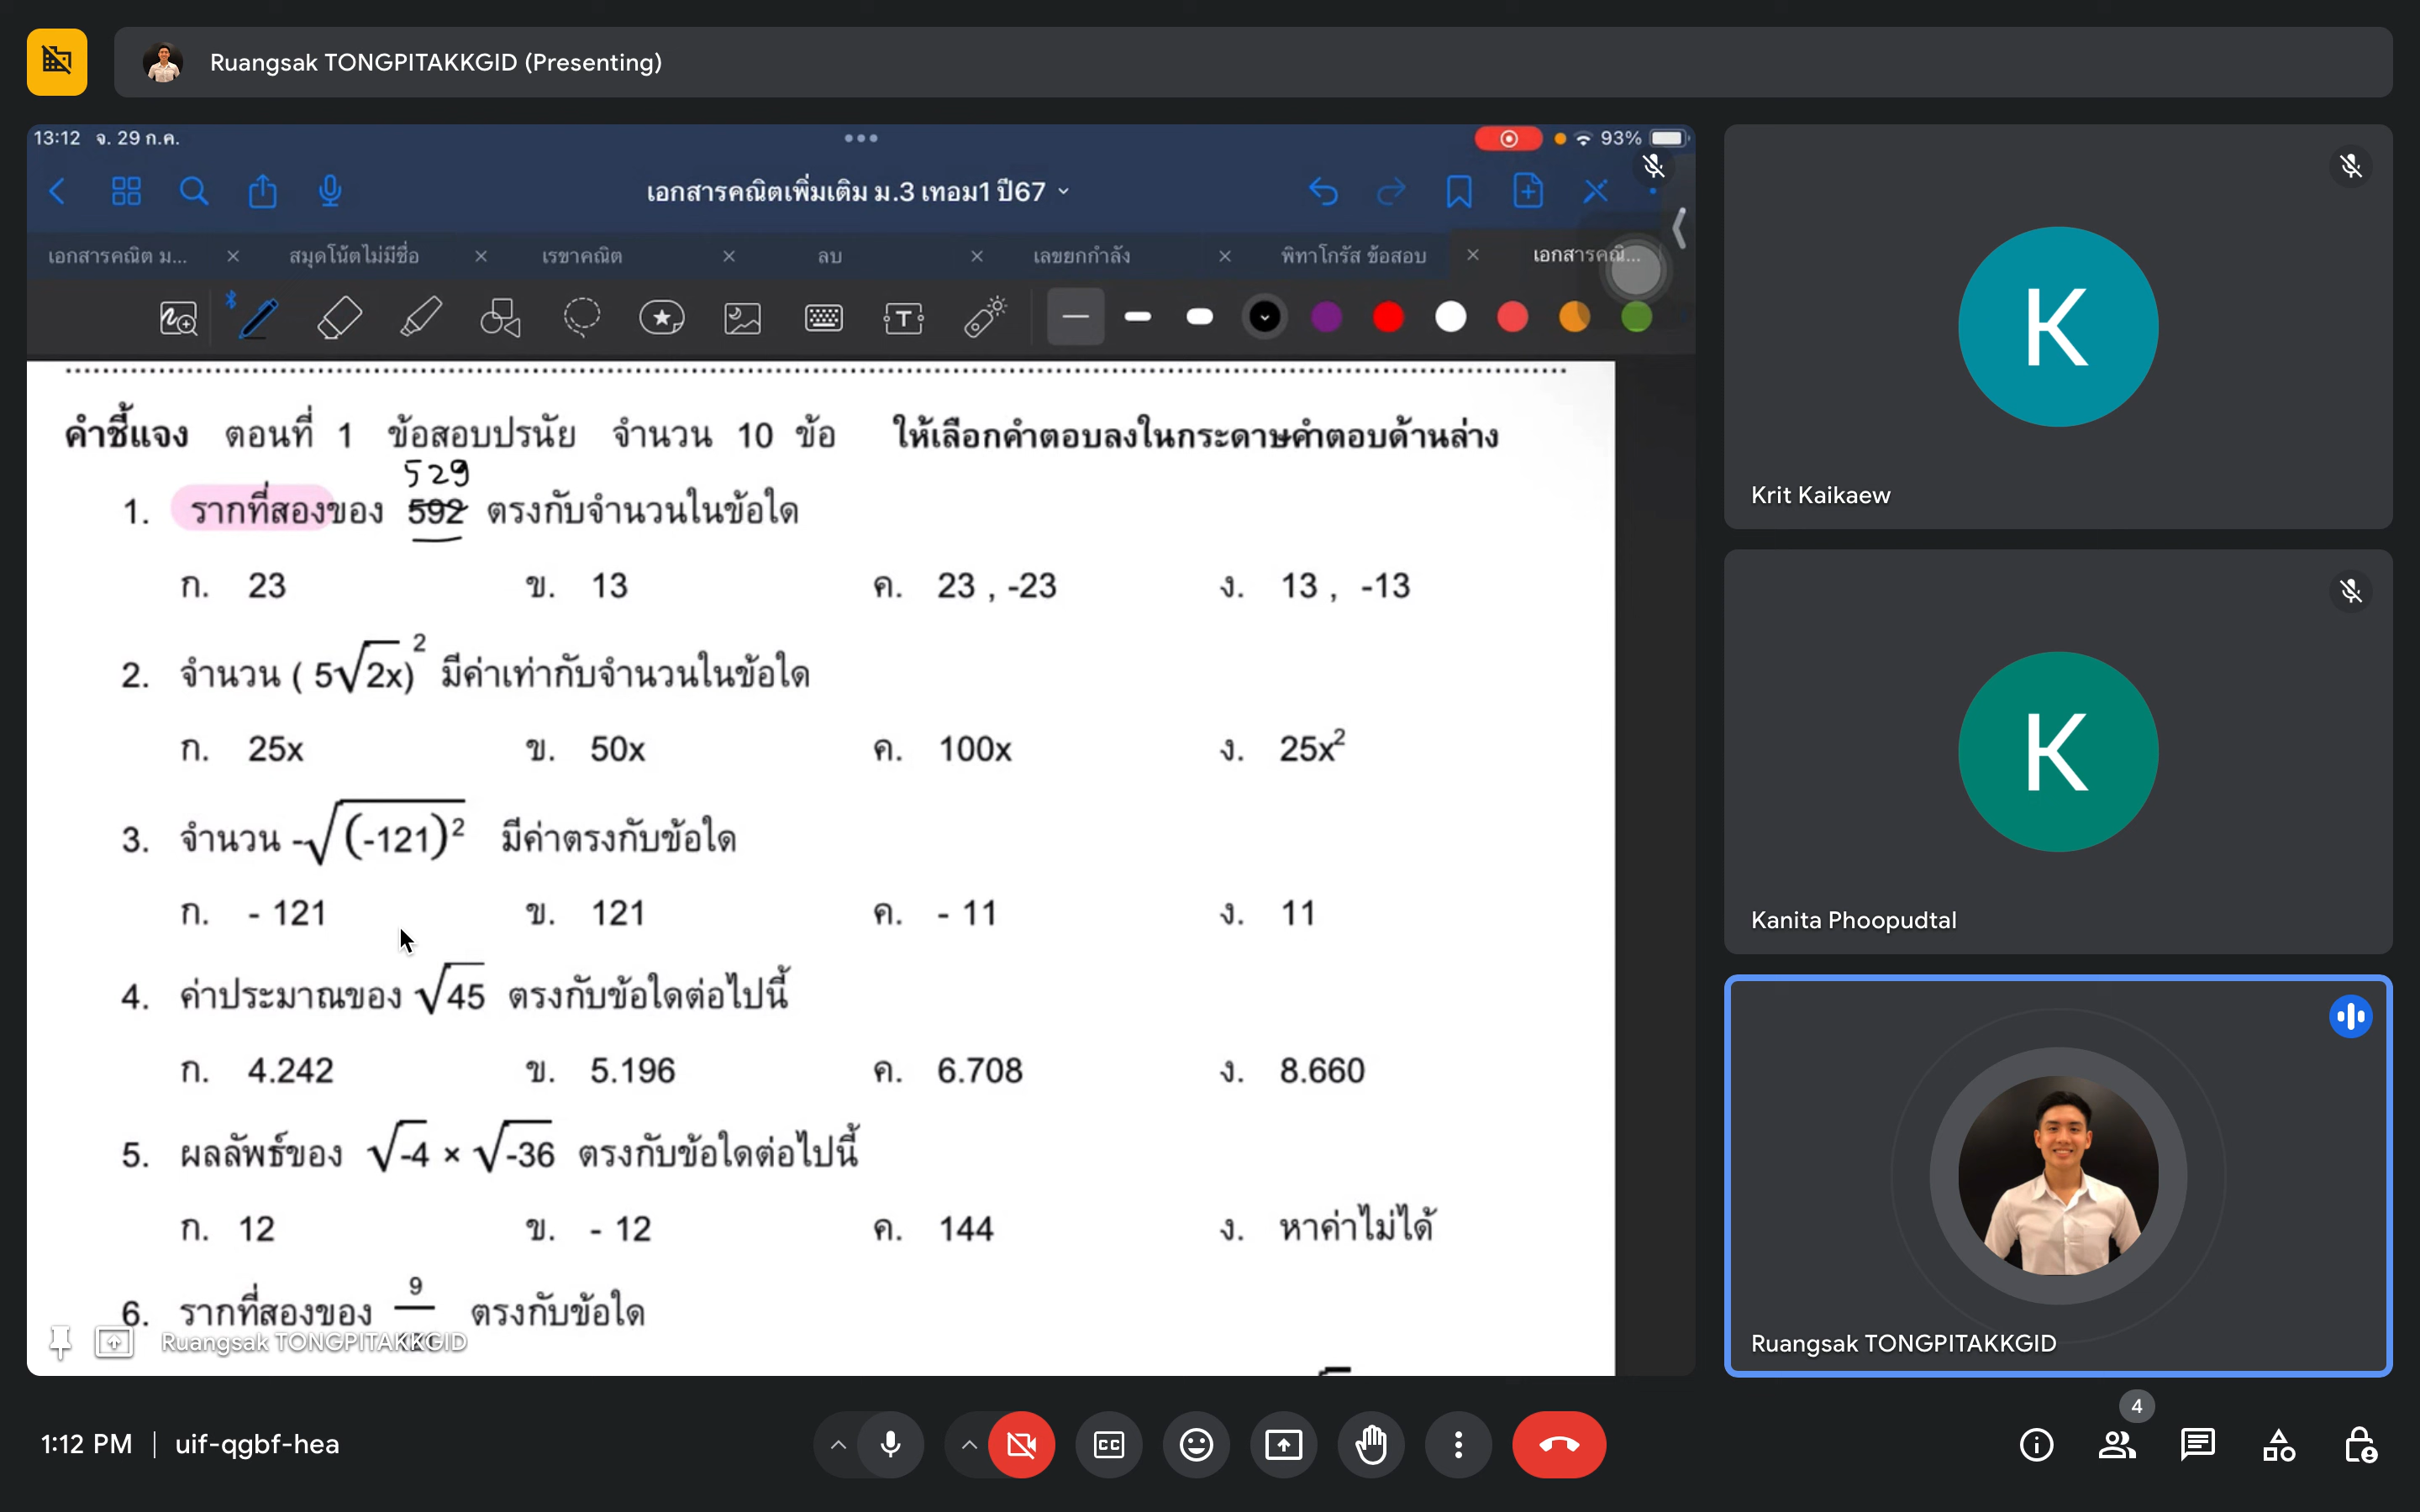 Ruangsak TONGPITAKKGID (Presenting)
13:12 จ. 29 ก.ค.
93%
เอกสารคณิตเพิ่มเติม ม.3 เทอม1 ปี67
เอกสารคณิต ม... สมุดโน้ตไม่มีชื่อ เรขาคณิต ลบ เลขยกกำลัง พีทาโกรัส ข้อสอบ เอกสารคณิ...
คำชี้แจง ตอนที่ 1 ข้อสอบปรนัย จำนวน 10 ข้อ ให้เลือกคำตอบลงในกระดาษคำตอบด้านล่าง
529
1. รากที่สองของ 592 ตรงกับจำนวนในข้อใด
ก. 23 ข. 13 ค. 23 , -23 ง. 13 , -13
2. จำนวน ( 5√2x)² มีค่าเท่ากับจำนวนในข้อใด
ก. 25x ข. 50x ค. 100x ง. 25x²
3. จำนวน -√(-121)² มีค่าตรงกับข้อใด
ก. - 121 ข. 121 ค. - 11 ง. 11
4. ค่าประมาณของ √45 ตรงกับข้อใดต่อไปนี้
ก. 4.242 ข. 5.196 ค. 6.708 ง. 8.660
5. ผลลัพธ์ของ √-4 × √-36 ตรงกับข้อใดต่อไปนี้
ก. 12 ข. - 12 ค. 144 ง. หาค่าไม่ได้
6. รากที่สองของ 9 ตรงกับข้อใด
Ruangsak TONGPITAKKGID
K
Krit Kaikaew
K
Kanita Phoopudtal
Ruangsak TONGPITAKKGID
1:12 PM | uif-qgbf-hea
4